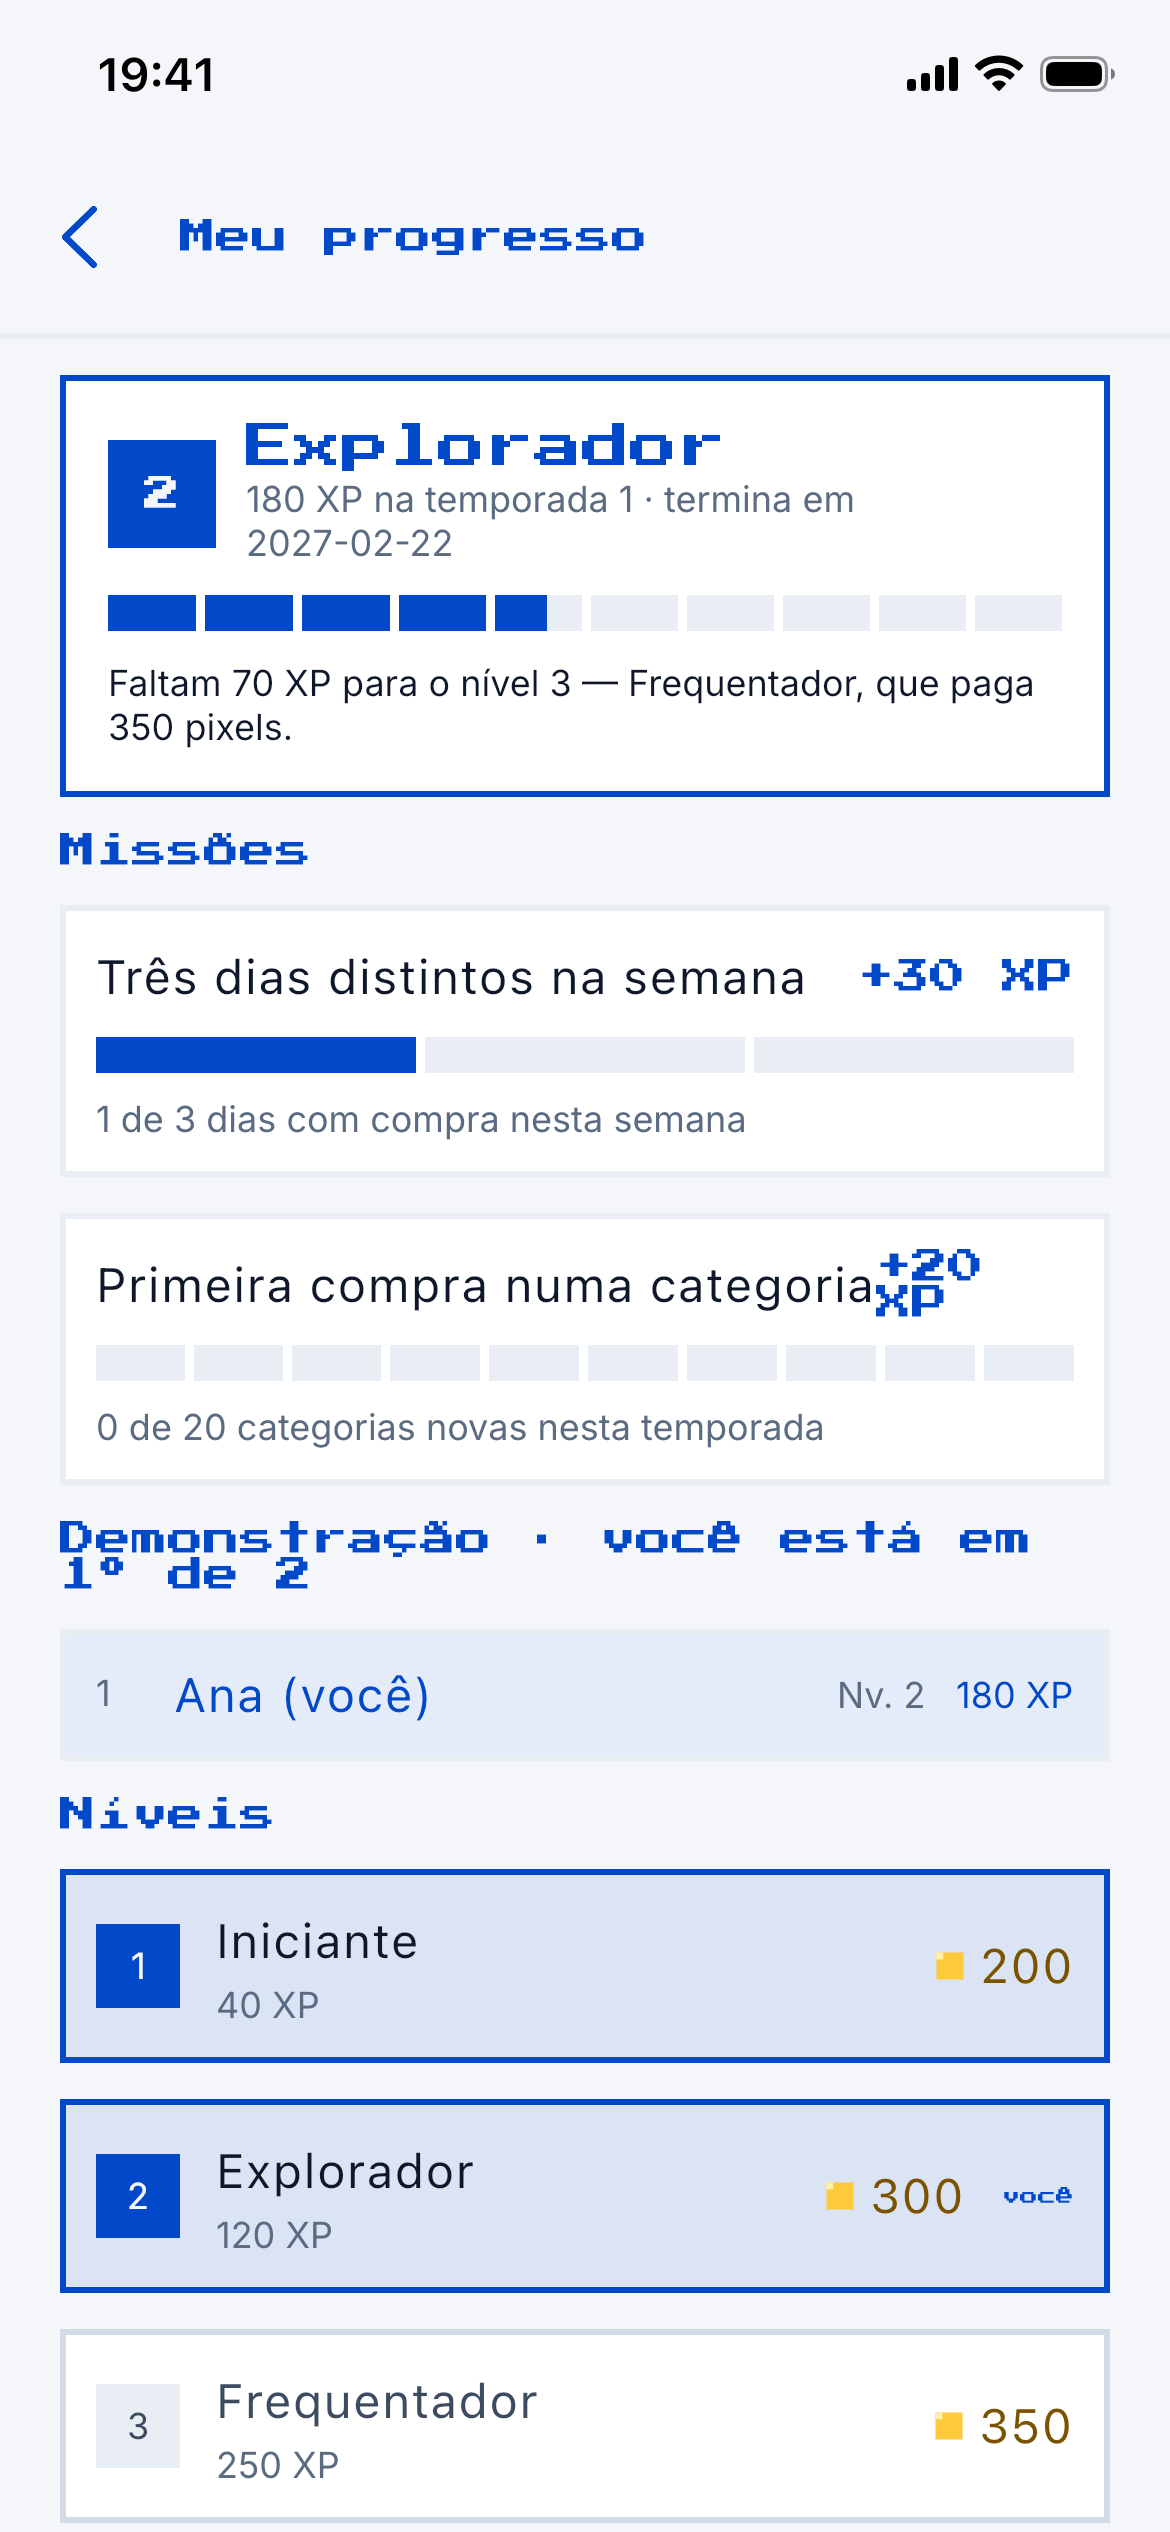 19:41
Meu progresso
2
Explorador
180 XP na temporada 1 · termina em
2027-02-22
Faltam 70 XP para o nível 3 — Frequentador, que paga
350 pixels.
Missões
Três dias distintos na semana +30 XP
1 de 3 dias com compra nesta semana
Primeira compra numa categoria +20
XP
0 de 20 categorias novas nesta temporada
Demonstração · você está em
1º de 2
1 Ana (você) Nv. 2 180 XP
Níveis
1 Iniciante 200
40 XP
2 Explorador 300 você
120 XP
3 Frequentador 350
250 XP